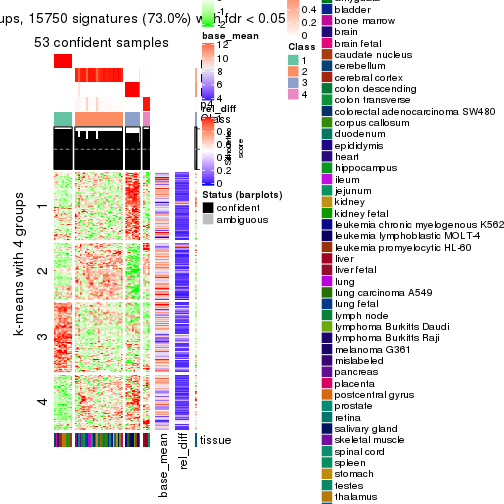 ups, 15750 signatures (73.0%) with fdr < 0.05
53 confident samples
k-means with 4 groups
1
2
3
4
base_mean
rel_diff
tissue
-2
base_mean
12
10
8
6
4
rel_diff
0.8
0.6
0.4
0.2
0
Status (barplots)
confident
ambiguous
0.4
0.2
0
Class
1
2
3
4
score
bladder
bone marrow
brain
brain fetal
caudate nucleus
cerebellum
cerebral cortex
colon descending
colon transverse
colorectal adenocarcinoma SW480
corpus callosum
duodenum
epididymis
heart
hippocampus
ileum
jejunum
kidney
kidney fetal
leukemia chronic myelogenous K562
leukemia lymphoblastic MOLT-4
leukemia promyelocytic HL-60
liver
liver fetal
lung
lung carcinoma A549
lung fetal
lymph node
lymphoma Burkitts Daudi
lymphoma Burkitts Raji
melanoma G361
mislabeled
pancreas
placenta
postcentral gyrus
prostate
retina
salivary gland
skeletal muscle
spinal cord
spleen
stomach
testes
thalamus